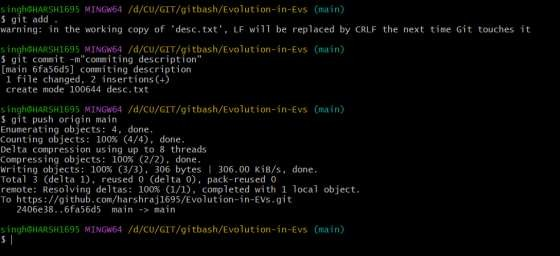 singh@HARSH1695 MINGW64 /d/CU/GIT/gitbash/Evolution-in-Evs (main)
$ git add .
warning: in the working copy of 'desc.txt', LF will be replaced by CRLF the next time Git touches it
singh@HARSH1695 MINGW64 /d/CU/GIT/gitbash/Evolution-in-Evs (main)
$ git commit -m"commiting description"
[main 6fa56d5] commiting description
1 file changed, 2 insertions(+)
create mode 100644 desc.txt
singh@HARSH1695 MINGW64 /d/CU/GIT/gitbash/Evolution-in-Evs (main)
$ git push origin main
Enumerating objects: 4, done.
Counting objects: 100% (4/4), done.
Delta compression using up to 8 threads
Compressing objects: 100% (2/2), done.
Writing objects: 100% (3/3), 306 bytes | 306.00 KiB/s, done.
Total 3 (delta 1), reused 0 (delta 0), pack-reused 0
remote: Resolving deltas: 100% (1/1), completed with 1 local object.
To https://github.com/harshraj1695/Evolution-in-EVs.git
2406e38..6fa56d5 main -> main
singh@HARSH1695 MINGW64 /d/CU/GIT/gitbash/Evolution-in-Evs (main)
$